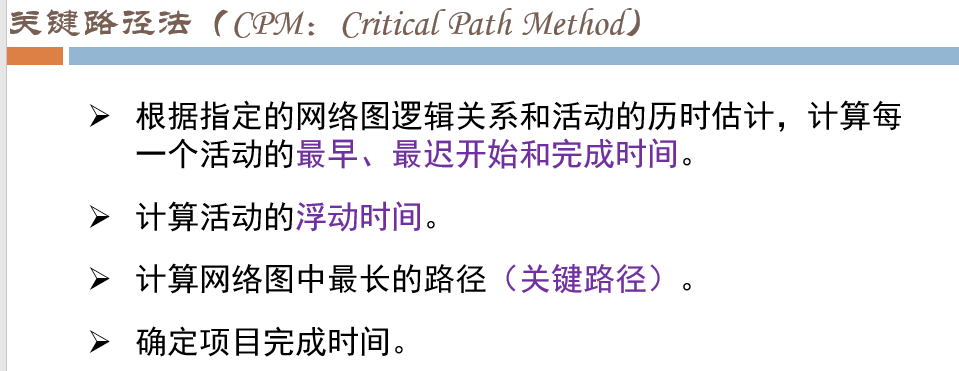 关键路径法（CPM：Critical Path Method）
➢ 根据指定的网络图逻辑关系和活动的历时估计，计算每
一个活动的最早、最迟开始和完成时间。
➢ 计算活动的浮动时间。
➢ 计算网络图中最长的路径（关键路径）。
➢ 确定项目完成时间。